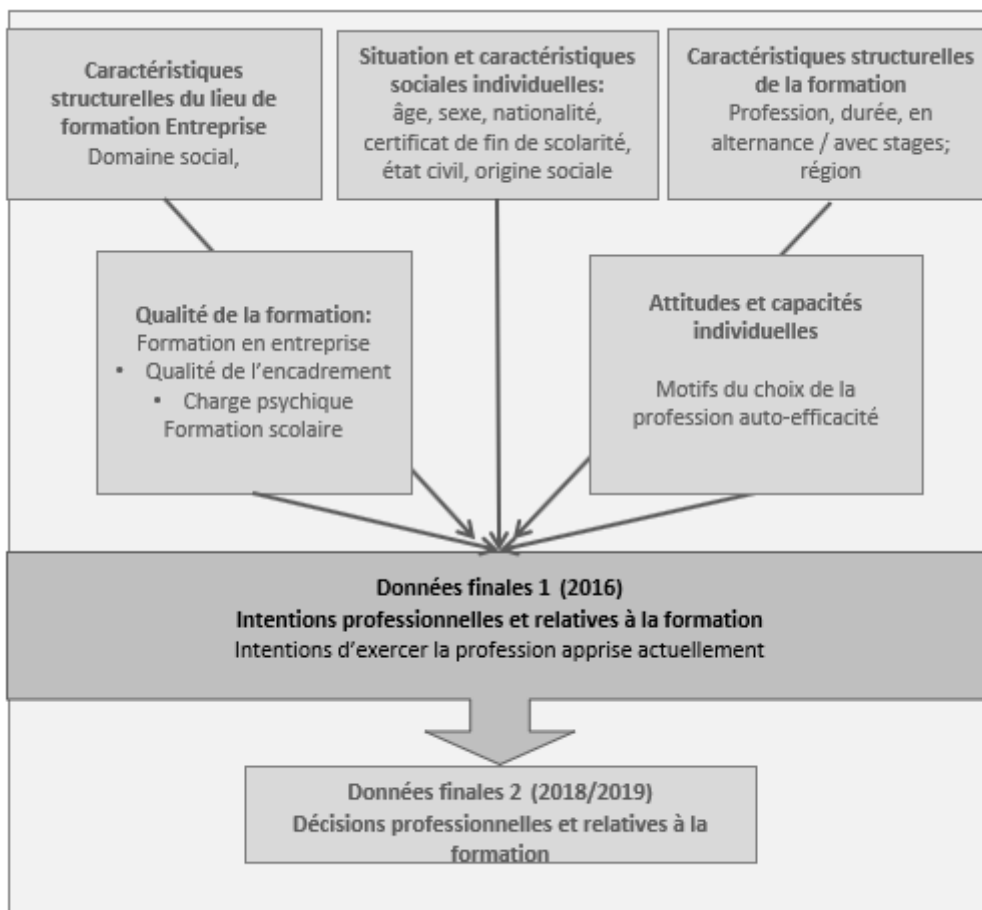 Caractéristiques
structurelles du lieu de
formation Entreprise
Domaine social,
Situation et caractéristiques
sociales individuelles:
âge, sexe, nationalité,
certificat de fin de scolarité,
état civil, origine sociale
Caractéristiques structurelles
de la formation
Profession, durée, en
alternance / avec stages;
région
Qualité de la formation:
Formation en entreprise
• Qualité de l'encadrement
• Charge psychique
Formation scolaire
Attitudes et capacités
individuelles
Motifs du choix de la
profession auto-efficacité
Données finales 1 (2016)
Intentions professionnelles et relatives à la formation
Intentions d'exercer la profession apprise actuellement
Données finales 2 (2018/2019)
Décisions professionnelles et relatives à la
formation